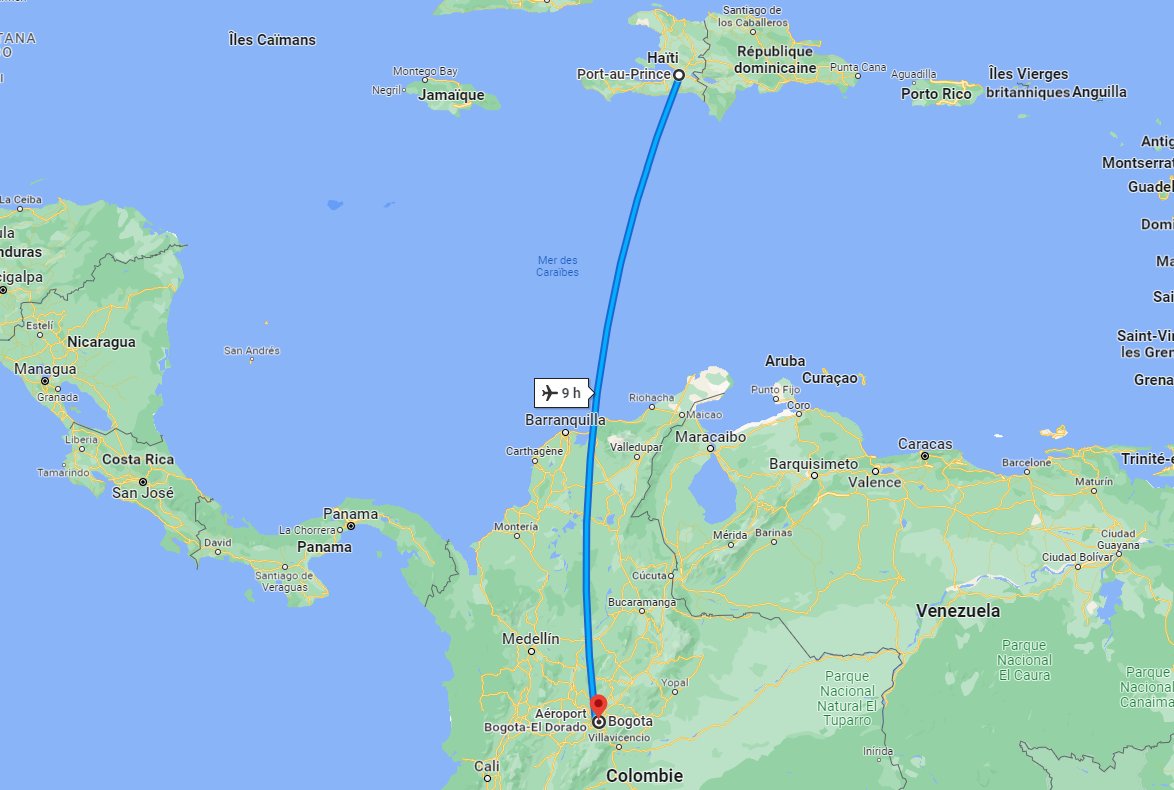 Santiago de
los Caballeros
Îles Caïmans
Haïti
République
dominicaine
Port-au-Prince
Punta Cana
Montego Bay
Negril
Jamaïque
Aguadilla
Porto Rico
Îles Vierges
britanniques
Anguilla
Antig
Montserrat
Guadel
Domi
Ma
Sai
Saint-Vin
les Gren
Grena
TANA
OO
La Ceiba
ula
nduras
cigalpa
Mer des
Caraïbes
Estelí
Nicaragua
San Andrés
Managua
Granada
Aruba
Curaçao
9 h
Riohacha
Punto Fijo
Coro
Maicao
Barranquilla
Liberia
Costa Rica
Tamarindo
San José
Carthagène
Valledupar
Maracaibo
Caracas
Barquisimeto
Valence
Barcelone
Trinité-e
Maturín
Panama
La Chorrera
Panama
David
Santiago de
Veraguas
Montería
Mérida
Barinas
Ciudad
Guayana
Ciudad Bolívar
Cúcuta
Bucaramanga
Venezuela
Medellín
Parque
Nacional
El Caura
Yopal
Parque
Nacional
Natural El
Tuparro
Parque
Nacional
Canaima
Aéroport
Bogota-El Dorado
Bogota
Villavicencio
Inírida
Cali
Colombie